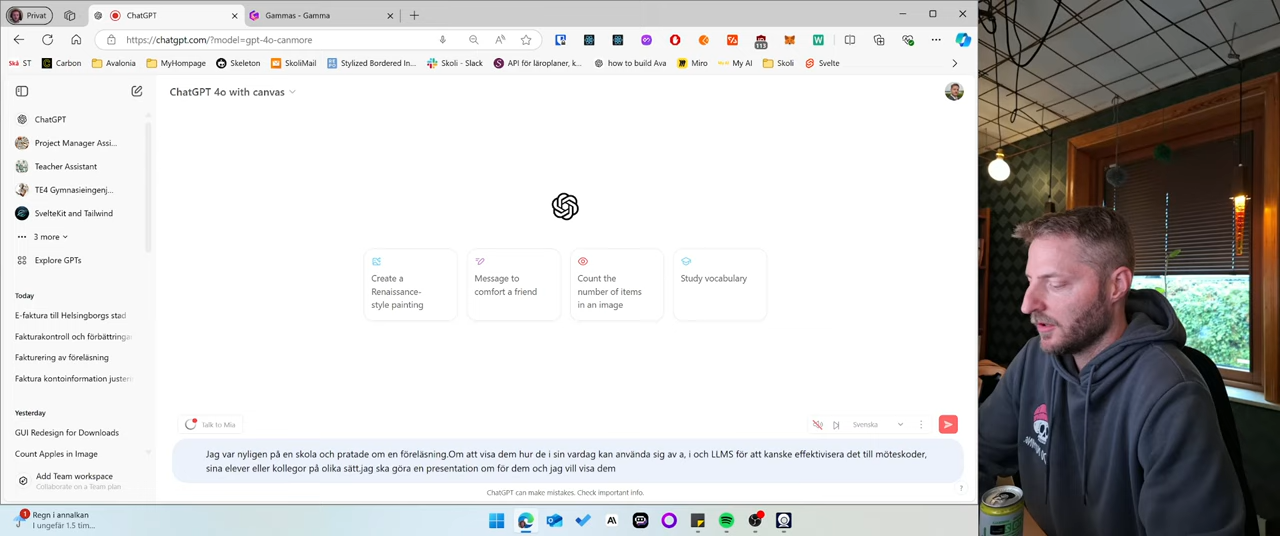 Privat
ChatGPT
Gammas - Gamma
https://chatgpt.com/?model=gpt-4o-canmore
113
ST
Carbon
Avalonia
MyHompage
Skeleton
SkoliMail
Stylized Bordered In...
Skoli - Slack
API för läroplaner, k...
how to build Ava
Miro
My AI
Skoli
Svelte
ChatGPT 4o with canvas
ChatGPT
Project Manager Assi...
Teacher Assistant
TE4 Gymnasieingenj...
SvelteKit and Tailwind
3 more
Explore GPTs
Create a
Renaissance-
style painting
Message to
comfort a friend
Count the
number of items
in an image
Study vocabulary
Today
E-faktura till Helsingborgs stad
Fakturakontroll och förbättringa
Fakturering av föreläsning
Faktura kontoinformation juster
Yesterday
GUI Redesign for Downloads
Count Apples in Image
Add Team workspace
Collaborate on a Team plan
Talk to Mia
Svenska
Jag var nyligen på en skola och pratade om en föreläsning.Om att visa dem hur de i sin vardag kan använda sig av a, i och LLMS för att kanske effektivisera det till möteskoder,
sina elever eller kollegor på olika sätt.jag ska göra en presentation om för dem och jag vill visa dem
ChatGPT can make mistakes. Check important info.
?
1
Regn i annalkan
I ungefär 1.5 tim...